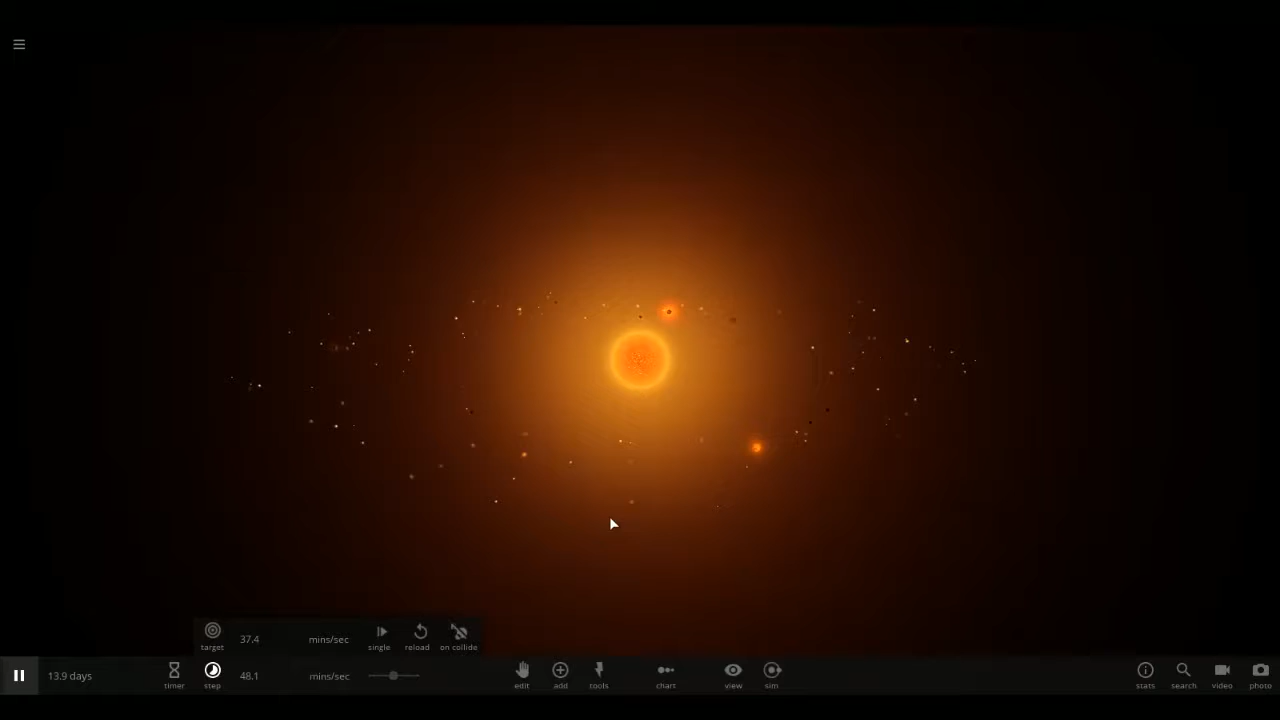 target 37.4 mins/sec single reload on collide
13.9 days timer step 48.1 mins/sec edit add tools chart view sim stats search video photo